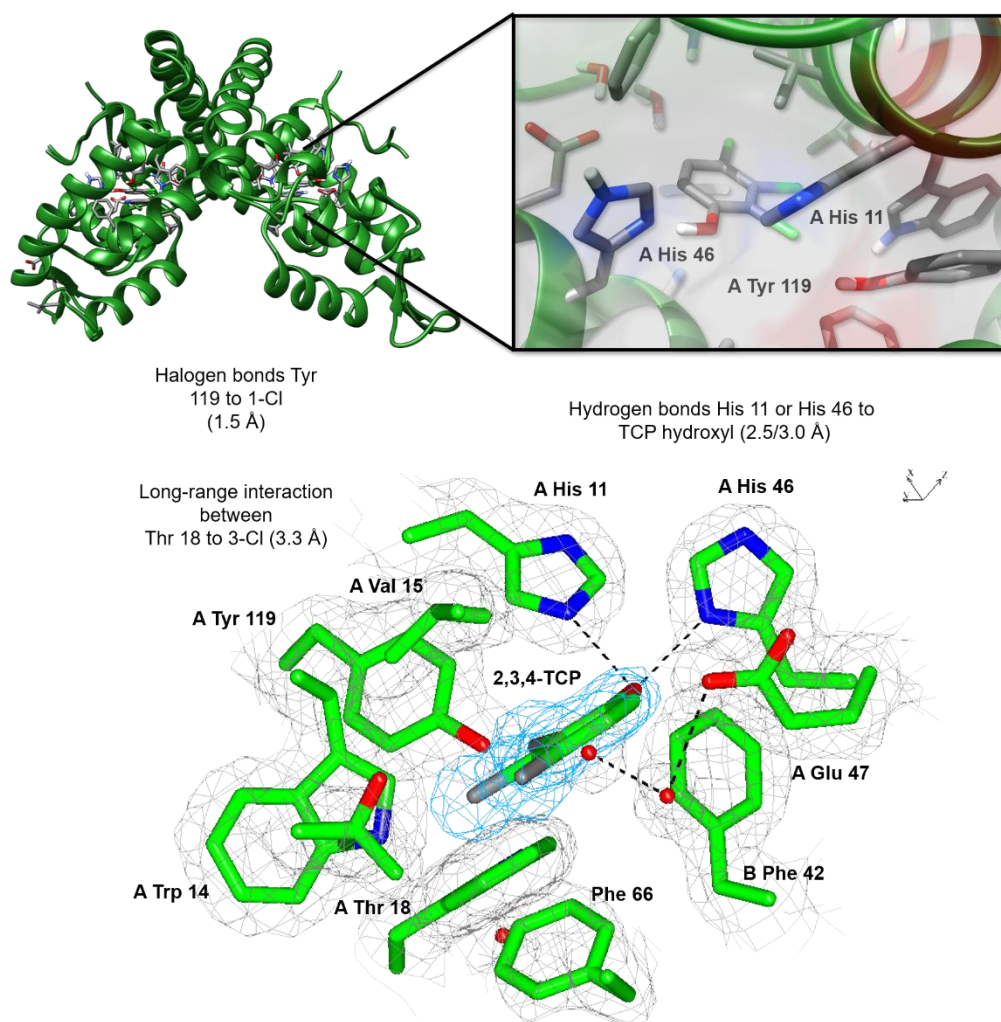 A His 11
A His 46
A Tyr 119
Halogen bonds Tyr
119 to 1-Cl
(1.5 Å)
Hydrogen bonds His 11 or His 46 to
TCP hydroxyl (2.5/3.0 Å)
Long-range interaction
between
Thr 18 to 3-Cl (3.3 Å)
A His 11
A His 46
A Val 15
A Tyr 119
2,3,4-TCP
A Glu 47
B Phe 42
A Trp 14
A Thr 18
Phe 66